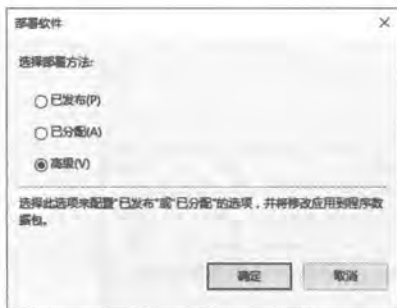 部署软件
选择部署方法:
已发布(P)
已分配(A)
高级(V)
选择此选项来配置"已发布"或"已分配"的选项，并将修改应用到程序数
据包。
确定
取消